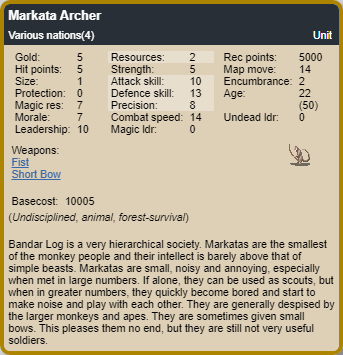 Markata Archer
Various nations(4) Unit
Gold: 5 Resources: 2 Rec points: 5000
Hit points: 5 Strength: 5 Map move: 14
Size: 1 Attack skill: 10 Encumbrance: 2
Protection: 0 Defence skill: 13 Age: 22
Magic res: 7 Precision: 8 (50)
Morale: 7 Combat speed: 14 Undead ldr: 0
Leadership: 10 Magic ldr: 0
Weapons:
Fist
Short Bow
Basecost: 10005
(Undisciplined, animal, forest-survival)
Bandar Log is a very hierarchical society. Markatas are the smallest
of the monkey people and their intellect is barely above that of
simple beasts. Markatas are small, noisy and annoying, especially
when met in large numbers. If alone, they can be used as scouts, but
when in greater numbers, they quickly become bored and start to
make noise and play with each other. They are generally despised by
the larger monkeys and apes. They are sometimes given small
bows. This pleases them no end, but they are still not very useful
soldiers.